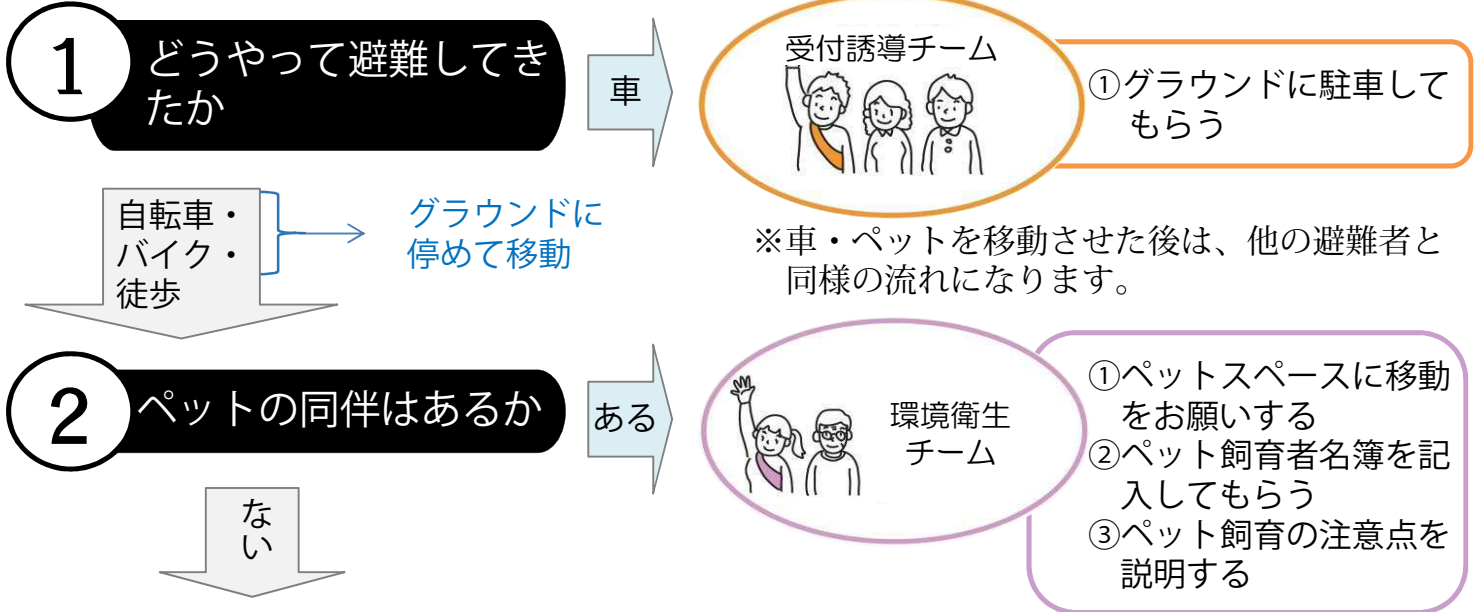 1
どうやって避難してき
たか
車
受付誘導チーム
①グラウンドに駐車して
もらう
自転車・
バイク・
徒歩
グラウンドに
停めて移動
※車・ペットを移動させた後は、他の避難者と
同様の流れになります。
2
ペットの同伴はあるか
ある
環境衛生
チーム
①ペットスペースに移動
をお願いする
②ペット飼育者名簿を記
入してもらう
③ペット飼育の注意点を
説明する
ない